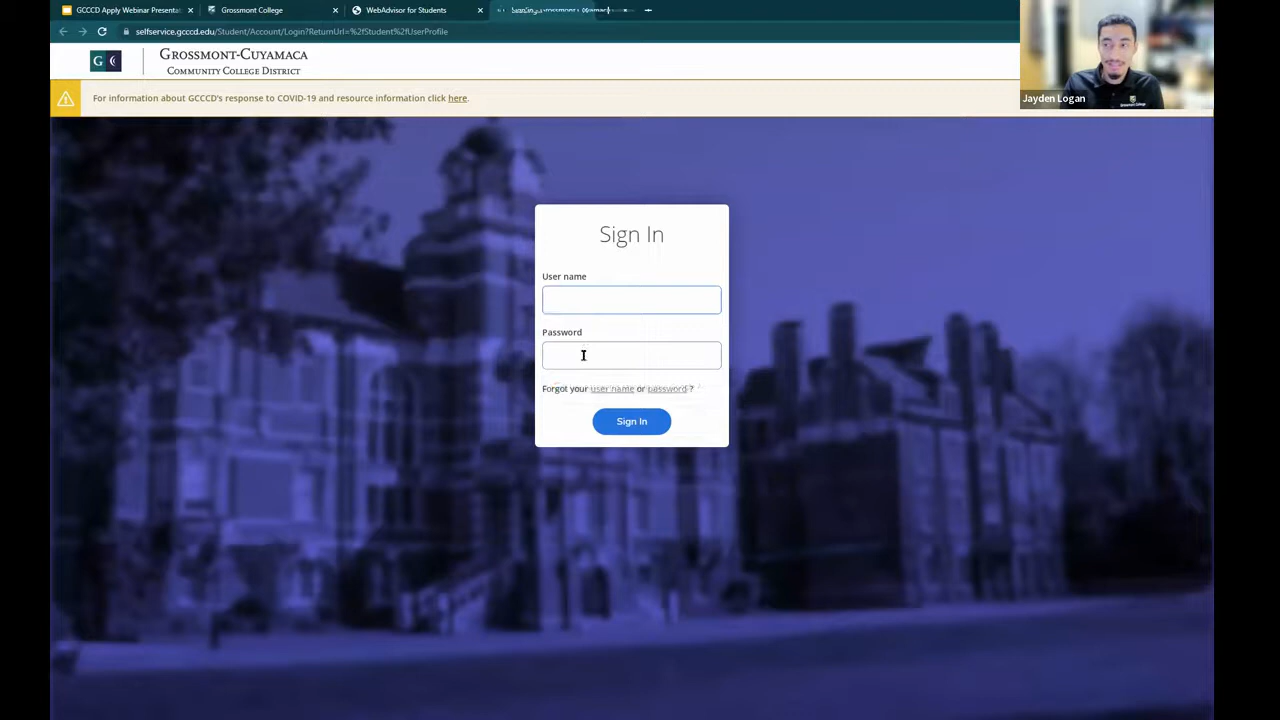 GCCCD Apply Webinar Presentat
Grossmont College
WebAdvisor for Students
selfservice.gcccd.edu/Student/Account/Login?ReturnUrl=%2fStudent%2fUserProfile
G C
GROSSMONT-CUYAMACA
COMMUNITY COLLEGE DISTRICT
For information about GCCCD's response to COVID-19 and resource information click here.
Jayden Logan
Sign In
User name
Password
Forgot your user name or password ?
Sign In